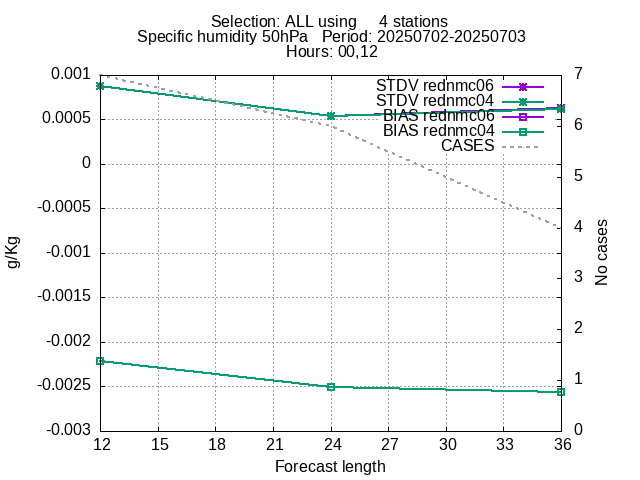 Selection: ALL using     4 stations
Specific humidity 50hPa   Period: 20250702-20250703
Hours: 00,12
STDV rednmc06
STDV rednmc04
BIAS rednmc06
BIAS rednmc04
CASES
g/Kg
0.001
0.0005
0
-0.0005
-0.001
-0.0015
-0.002
-0.0025
-0.003
7
6
5
4
3
2
1
0
No cases
12 15 18 21 24 27 30 33 36
Forecast length